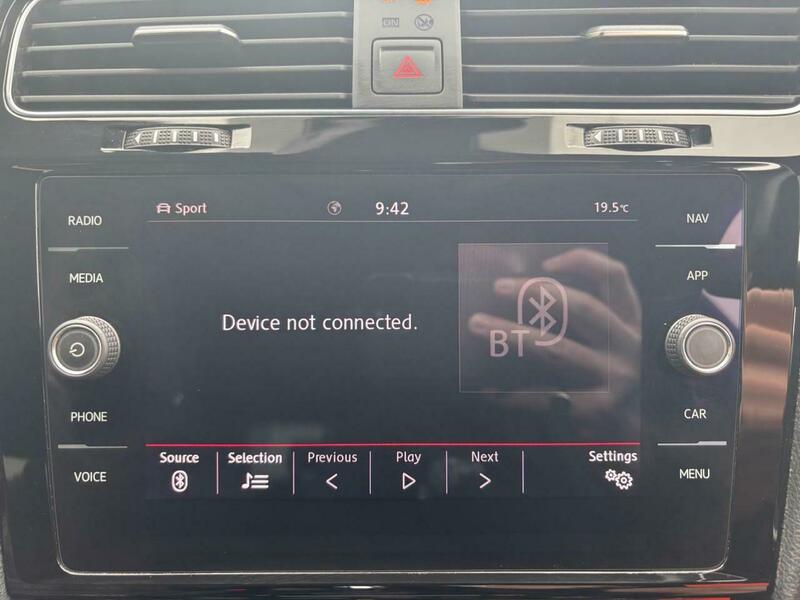 ON
RADIO
Sport
9:42
19.5°C
NAV
MEDIA
APP
Device not connected.
BT
PHONE
CAR
Source
Selection
Previous
Play
Next
Settings
VOICE
MENU